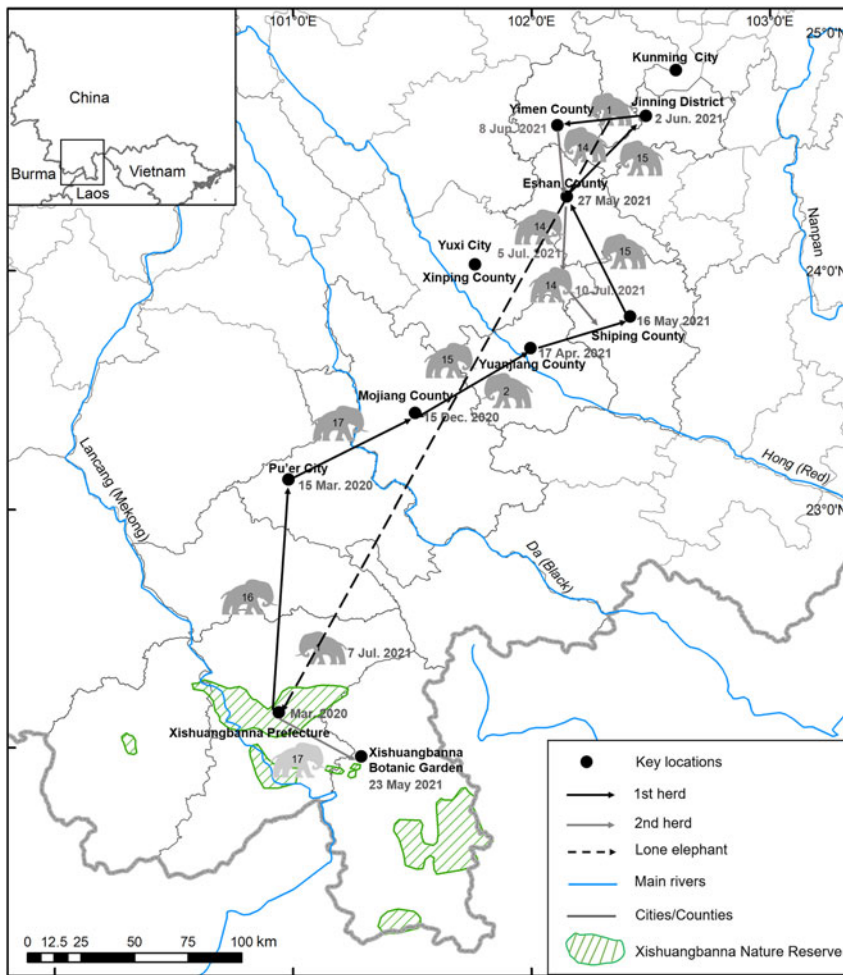 101°E
102°E
103°E
25°0'N
China
Burma
Vietnam
Laos
Kunming City
Yimen County
1
Jinning District
8 Jun. 2021
2 Jun. 2021
14
15
Eshan County
27 May 2021
Nanpan
14
5 Jul. 2021
15
Yuxi City
24°0'N
Xinping County
14
10 Jul. 2021
16 May 2021
Shiping County
17 Apr. 2021
15
Yuanjiang County
2
Mojiang County
15 Dec. 2020
17
Hong (Red)
Lancang (Mekong)
Pu'er City
15 Mar. 2020
23°0'N
Da (Black)
16
7 Jul. 2021
Mar. 2020
Xishuangbanna Prefecture
17
Xishuangbanna
Botanic Garden
23 May 2021
Key locations
1st herd
2nd herd
Lone elephant
Main rivers
Cities/Counties
Xishuangbanna Nature Reserve
0 12.5 25 50 75 100 km